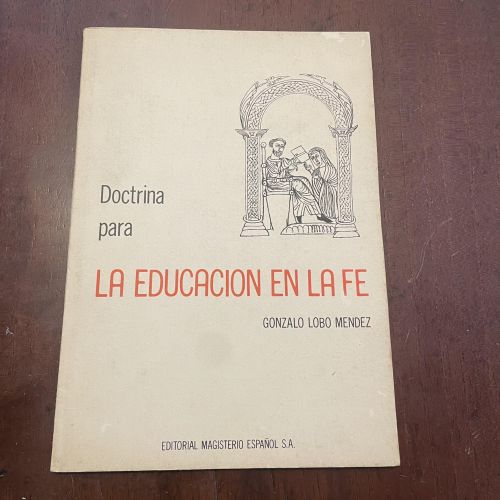 Doctrina
para
LA EDUCACION EN LA FE
GONZALO LOBO MENDEZ
EDITORIAL MAGISTERIO ESPAÑOL S.A.